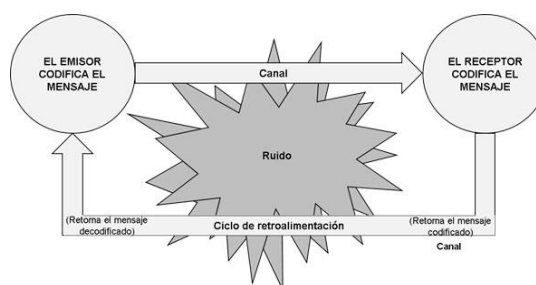 EL EMISOR
CODIFICA EL
MENSAJE
Canal
EL RECEPTOR
CODIFICA EL
MENSAJE
Ruido
(Retorna el mensaje
decodificado)
Ciclo de retroalimentación
(Retorna el mensaje
codificado)
Canal